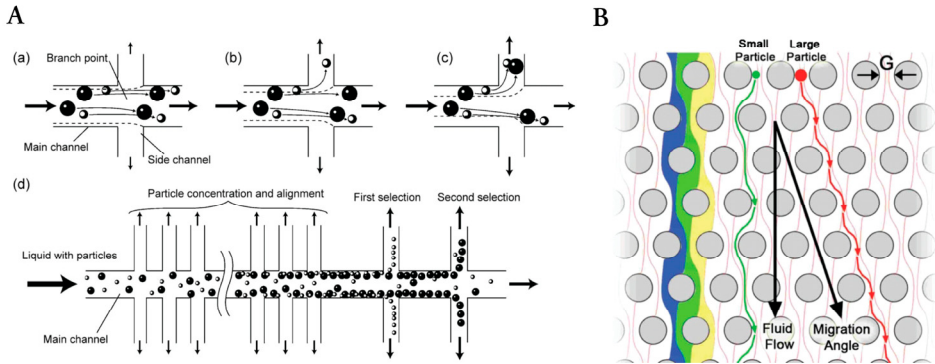 A
(a)
Branch point
Main channel
Side channel
(b)
(c)
(d)
Particle concentration and alignment
First selection
Second selection
Liquid with particles
Main channel
B
Small
Particle
Large
Particle
G
Fluid
Flow
Migration
Angle